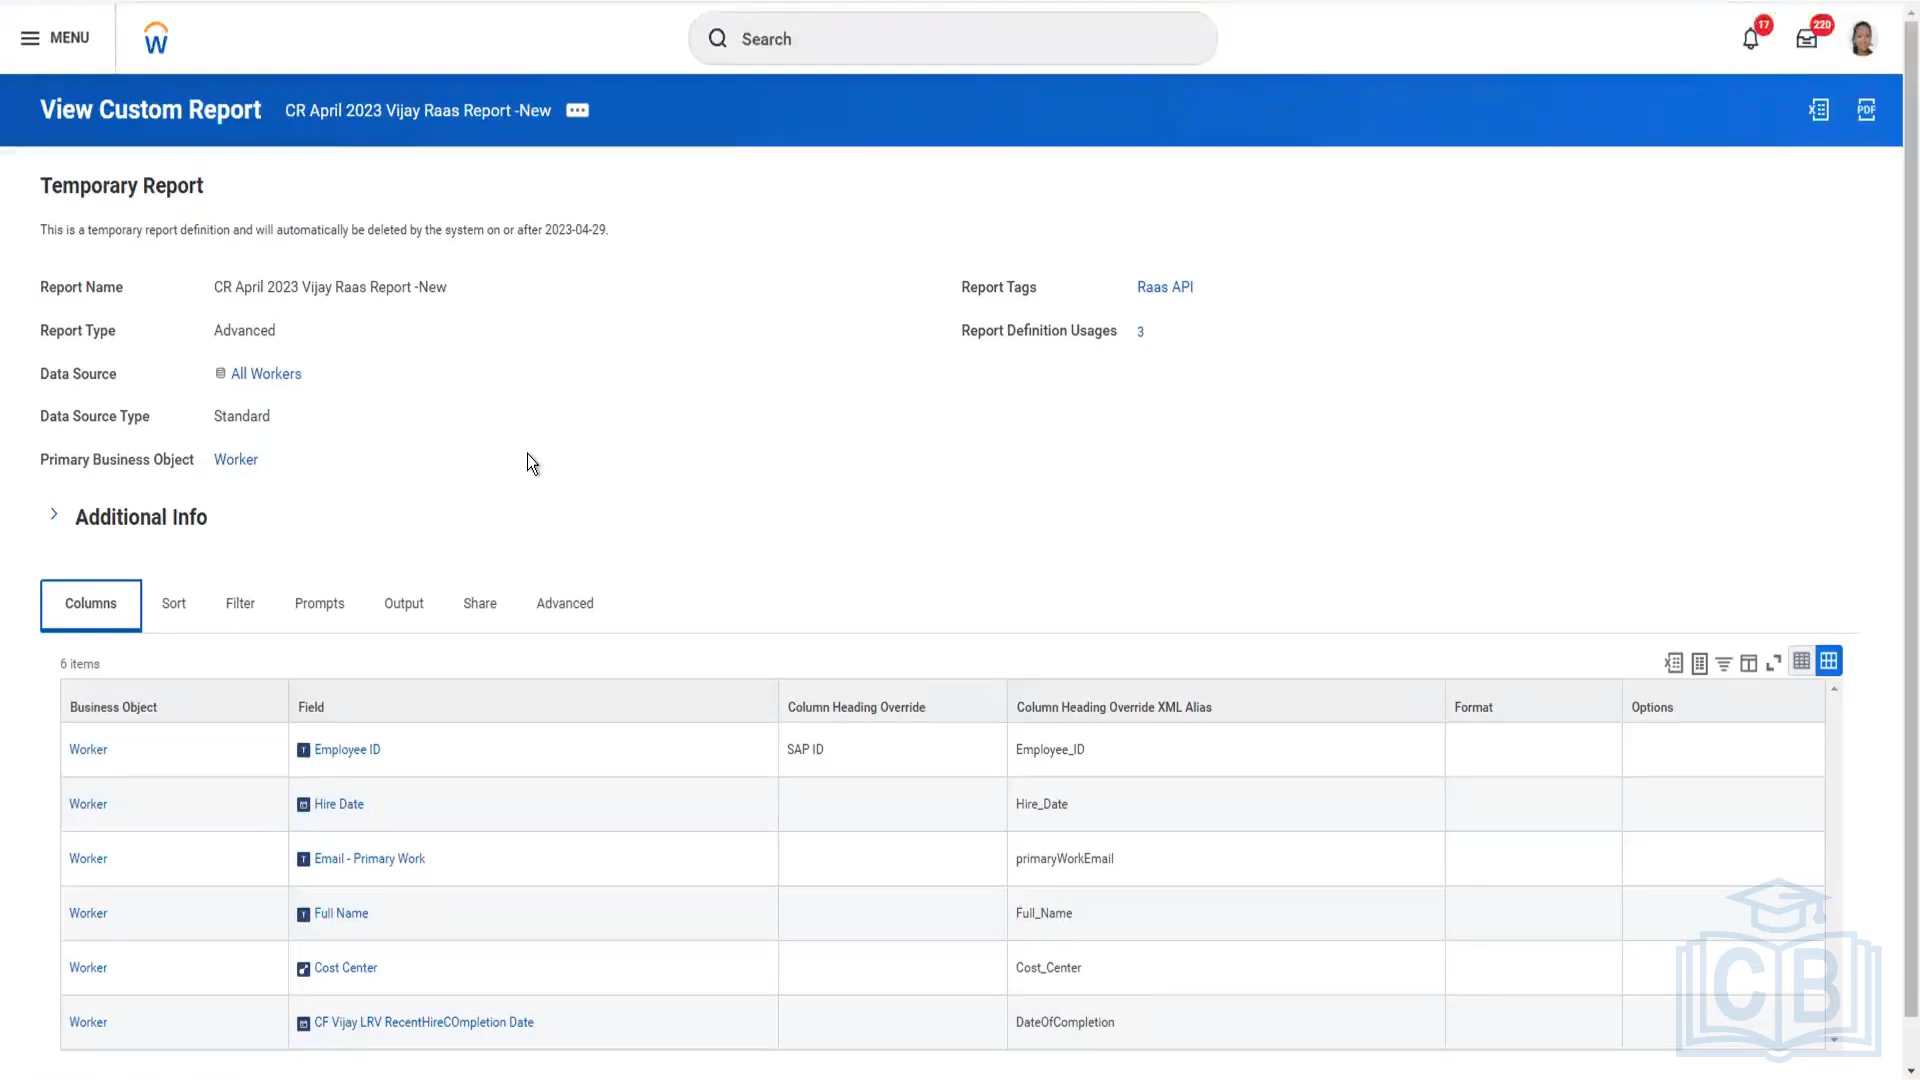 MENU
Search
17
220
View Custom Report
CR April 2023 Vijay Raas Report -New
PDF
Temporary Report
This is a temporary report definition and will automatically be deleted by the system on or after 2023-04-29.
Report Name CR April 2023 Vijay Raas Report -New
Report Tags Raas API
Report Type Advanced
Report Definition Usages 3
Data Source All Workers
Data Source Type Standard
Primary Business Object Worker
Additional Info
Columns Sort Filter Prompts Output Share Advanced
6 items
Business Object Field Column Heading Override Column Heading Override XML Alias Format Options
Worker Employee ID SAP ID Employee_ID
Worker Hire Date Hire_Date
Worker Email - Primary Work primaryWorkEmail
Worker Full Name Full_Name
Worker Cost Center Cost_Center
Worker CF Vijay LRV RecentHireCOmpletion Date DateOfCompletion
CB